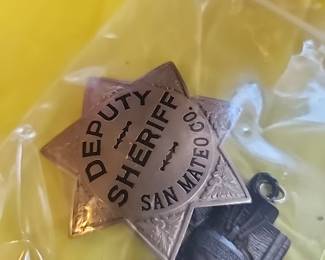 DEPUTY
SHERIFF
SAN MATEO CO.